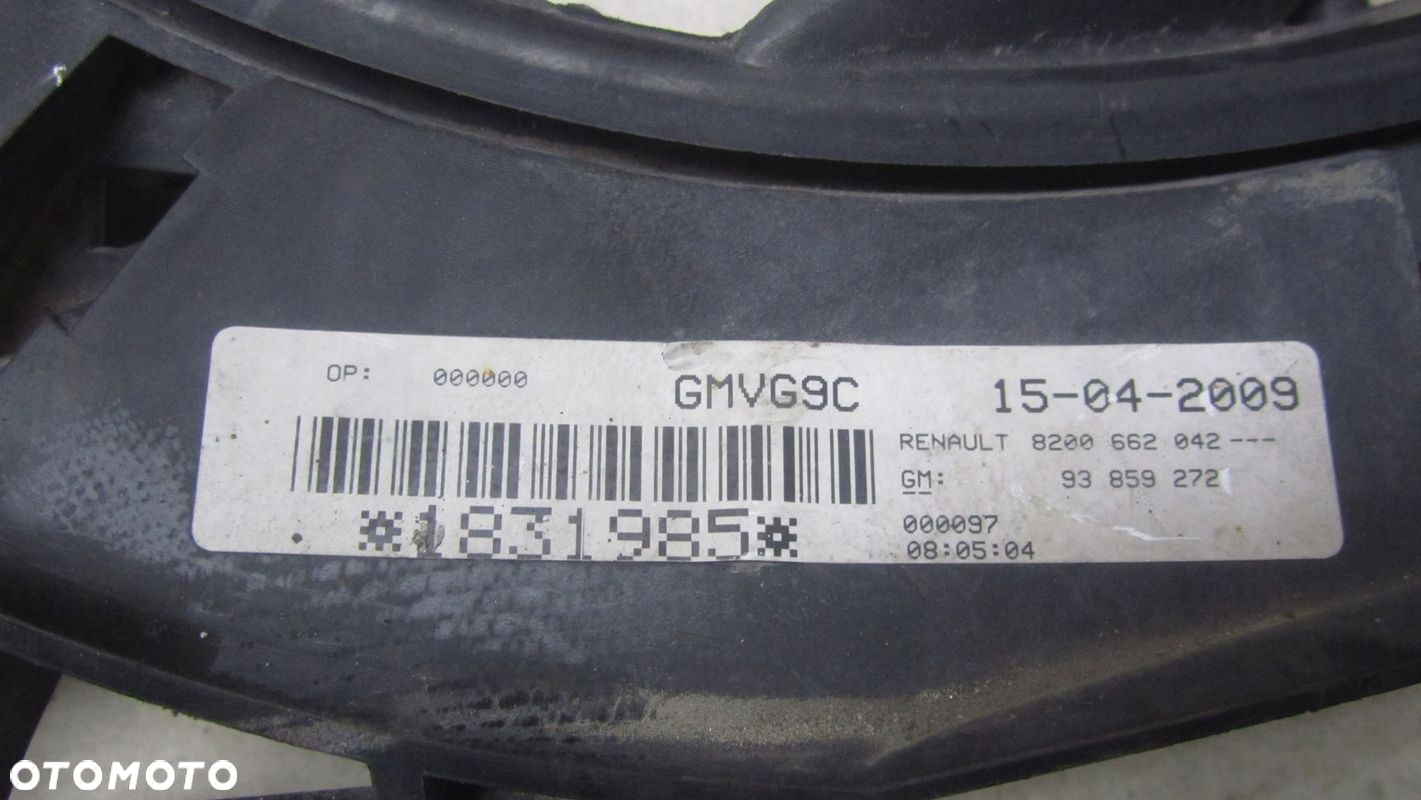 OP: 000000 GMVG9C 15-04-2009
RENAULT 8200 662 042 ---
GM: 93 859 272
*1831985*
000097
08:05:04
OTOMOTO